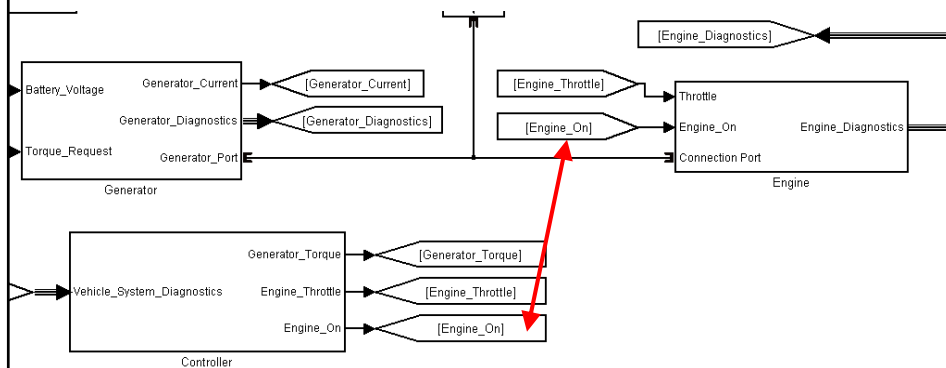 [Engine_Diagnostics]
Battery_Voltage
Generator_Current
[Generator_Current]
[Engine_Throttle]
Throttle
Generator_Diagnostics
[Generator_Diagnostics]
[Engine_On]
Engine_On
Engine_Diagnostics
Torque_Request
Generator_Port
Connection Port
Generator
Engine
Generator_Torque
[Generator_Torque]
Vehicle_System_Diagnostics
Engine_Throttle
[Engine_Throttle]
Engine_On
[Engine_On]
Controller